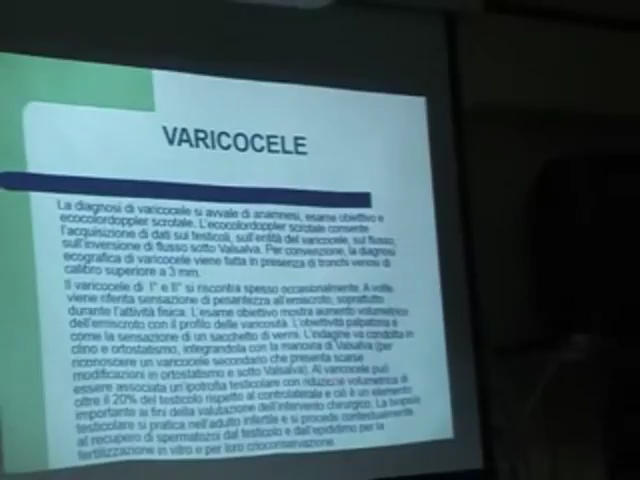 VARICOCELE
La diagnosi di varicocele si avvale di anamnesi, esame obiettivo e
ecocolordoppler scrotale. L'ecocolordoppler scrotale consente
l'acquisizione di dati sui testicoli, sull'entità del varicocele, sul flusso,
sull'inversione di flusso sotto Valsalva. Per convenzione, la diagnosi
ecografica di varicocele viene fatta in presenza di tronchi venosi di
calibro superiore a 3 mm.
Il varicocele di I° e II° si riscontra spesso occasionalmente. A volte
viene riferita sensazione di pesantezza all'emiscroto, soprattutto
durante l'attività fisica. L'esame obiettivo mostra aumento volumetrico
dell'emiscroto con il profilo delle varicosità. L'obiettività palpatoria è
come la sensazione di un sacchetto di vermi. L'indagine va condotta in
clino e ortostatismo, integrandola con la manovra di Valsalva (per
riconoscere un varicocele secondario che presenta scarse
modificazioni in ortostatismo e sotto Valsalva). Al varicocele può
essere associata un'ipotrofia testicolare con riduzione volumetrica di
oltre il 20% del testicolo rispetto al controlaterale e ciò è un elemento
importante ai fini della valutazione dell'intervento chirurgico. La biopsia
testicolare si pratica nell'adulto infertile e si procede contestualmente
al recupero di spermatozoi dal testicolo e dall'epididimo per la
fertilizzazione in vitro e per loro crioconservazione.